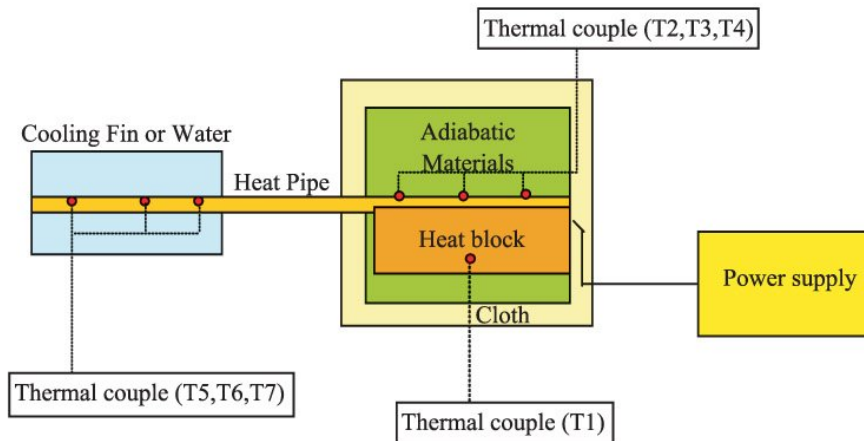 Thermal couple (T2,T3,T4)
Cooling Fin or Water
Adiabatic
Materials
Heat Pipe
Heat block
Power supply
Cloth
Thermal couple (T5,T6,T7)
Thermal couple (T1)